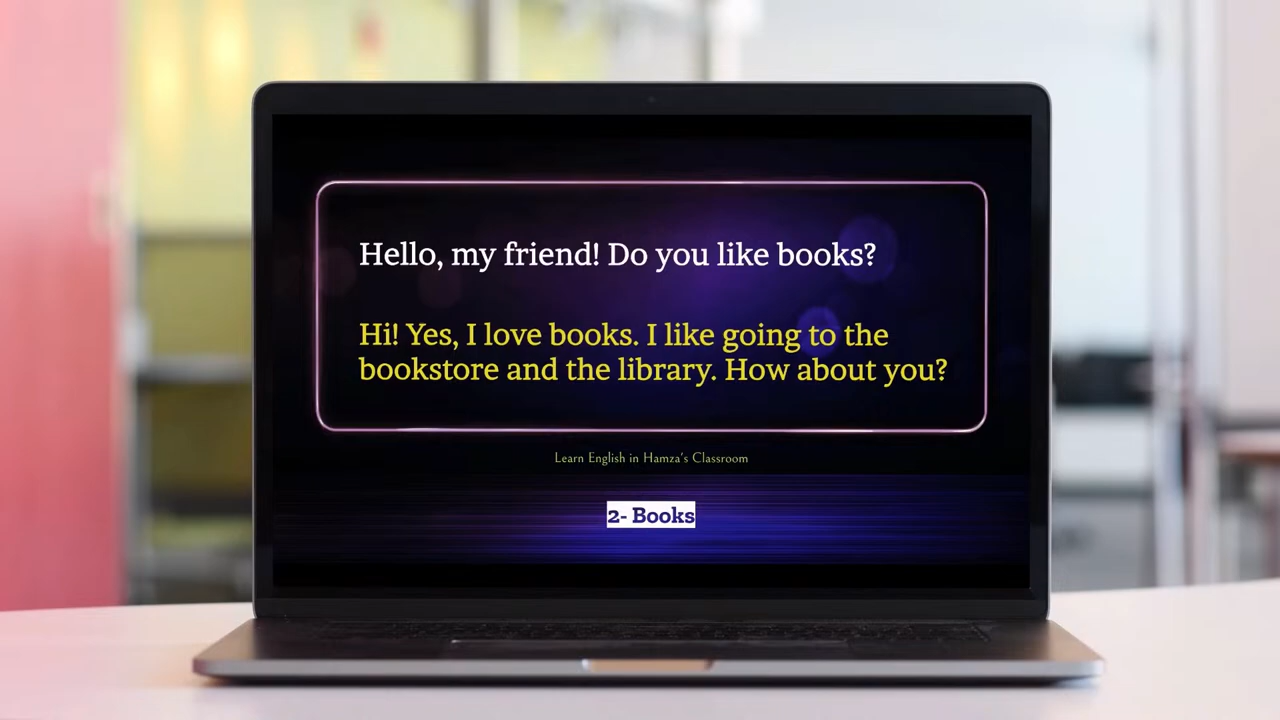 Hello, my friend! Do you like books?
Hi! Yes, I love books. I like going to the
bookstore and the library. How about you?
Learn English in Hamza's Classroom
2- Books